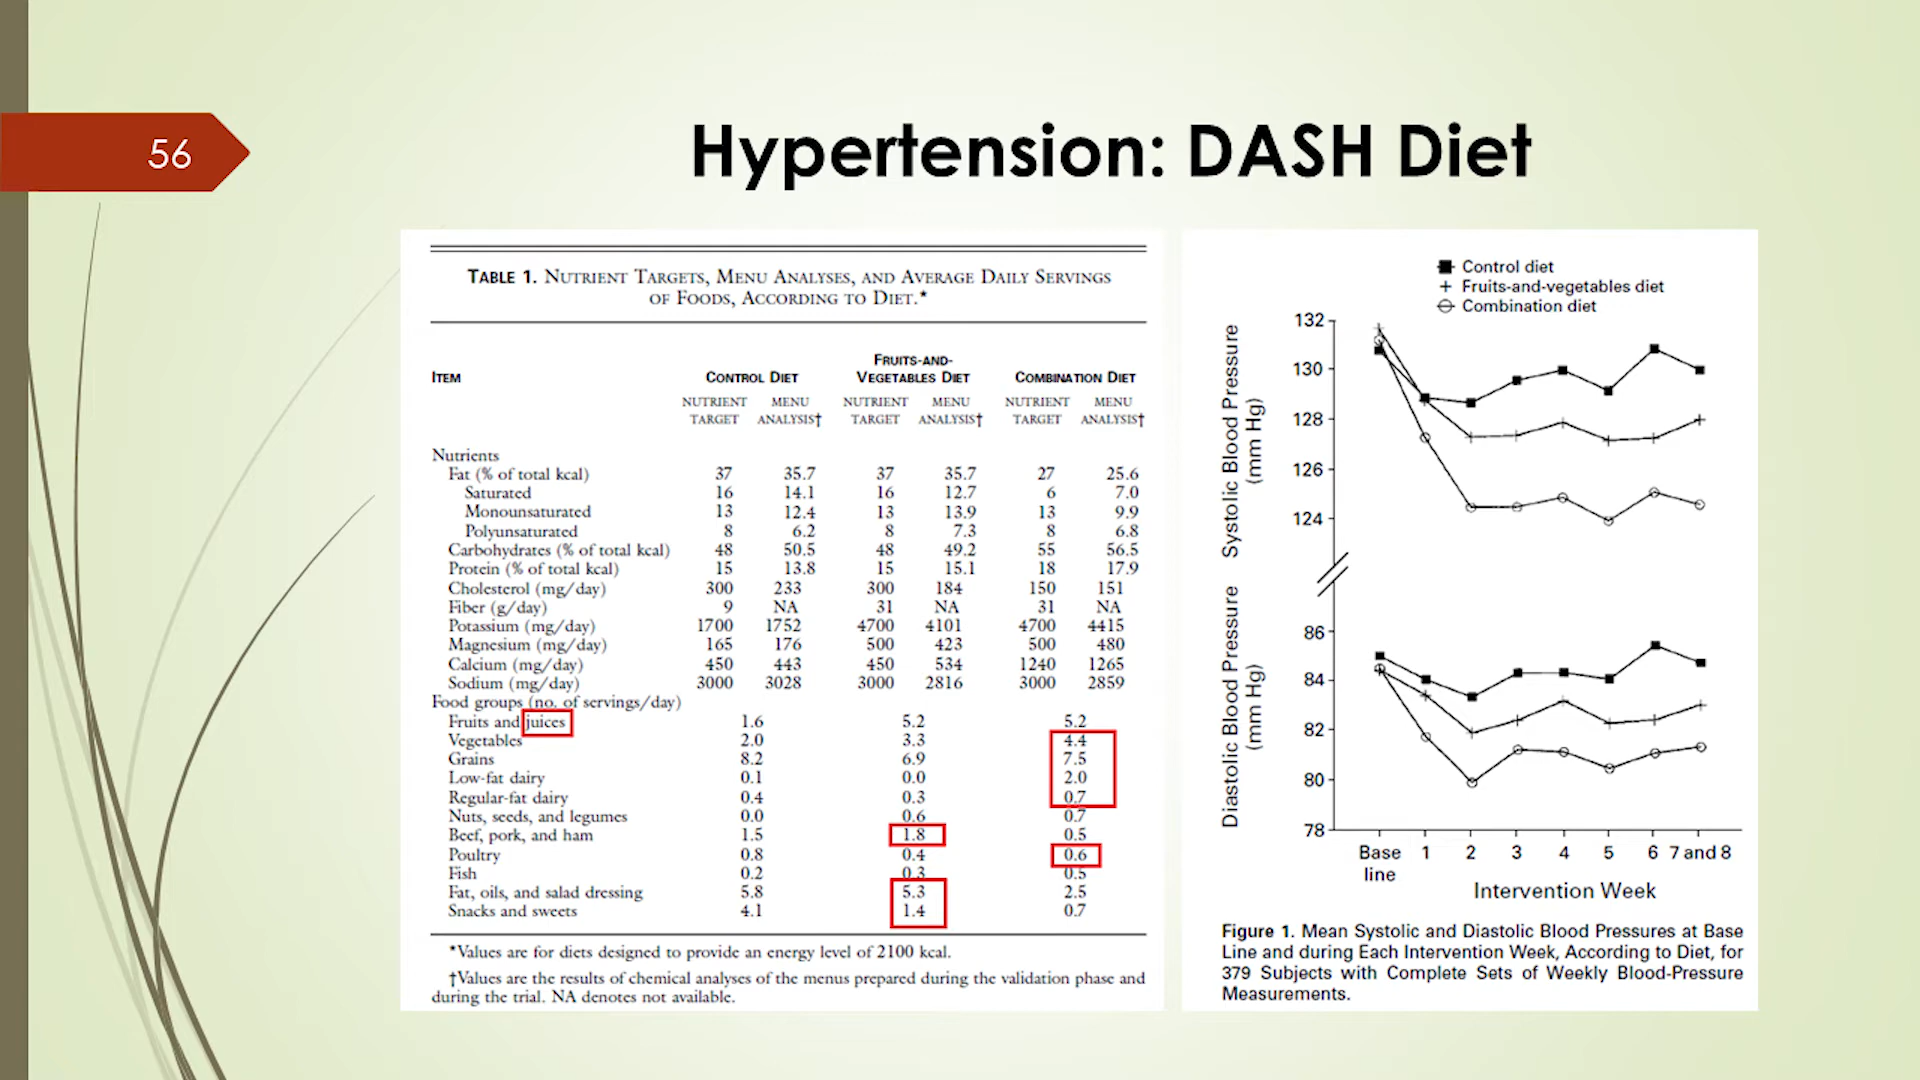 56
Hypertension: DASH Diet
TABLE 1. NUTRIENT TARGETS, MENU ANALYSES, AND AVERAGE DAILY SERVINGS
OF FOODS, ACCORDING TO DIET.*
ITEM CONTROL DIET FRUITS-AND-VEGETABLES DIET COMBINATION DIET
NUTRIENT TARGET MENU ANALYSIS† NUTRIENT TARGET MENU ANALYSIS† NUTRIENT TARGET MENU ANALYSIS†
Nutrients
Fat (% of total kcal) 37 35.7 37 35.7 27 25.6
Saturated 16 14.1 16 12.7 6 7.0
Monounsaturated 13 12.4 13 13.9 13 9.9
Polyunsaturated 8 6.2 8 7.3 8 6.8
Carbohydrates (% of total kcal) 48 50.5 48 49.2 55 56.5
Protein (% of total kcal) 15 13.8 15 15.1 18 17.9
Cholesterol (mg/day) 300 233 300 184 150 151
Fiber (g/day) 9 NA 31 NA 31 NA
Potassium (mg/day) 1700 1752 4700 4101 4700 4415
Magnesium (mg/day) 165 176 500 423 500 480
Calcium (mg/day) 450 443 450 534 1240 1265
Sodium (mg/day) 3000 3028 3000 2816 3000 2859
Food groups (no. of servings/day)
Fruits and juices 1.6 5.2 5.2
Vegetables 2.0 3.3 4.4
Grains 8.2 6.9 7.5
Low-fat dairy 0.1 0.0 2.0
Regular-fat dairy 0.4 0.3 0.7
Nuts, seeds, and legumes 0.0 0.6 0.7
Beef, pork, and ham 1.5 1.8 0.5
Poultry 0.8 0.4 0.6
Fish 0.2 0.3 0.5
Fat, oils, and salad dressing 5.8 5.3 2.5
Snacks and sweets 4.1 1.4 0.7
*Values are for diets designed to provide an energy level of 2100 kcal.
†Values are the results of chemical analyses of the menus prepared during the validation phase and
during the trial. NA denotes not available.
Control diet
Fruits-and-vegetables diet
Combination diet
Systolic Blood Pressure
(mm Hg)
132
130
128
126
124
Diastolic Blood Pressure
(mm Hg)
86
84
82
80
78
Base line 1 2 3 4 5 6 7 and 8
Intervention Week
Figure 1. Mean Systolic and Diastolic Blood Pressures at Base
Line and during Each Intervention Week, According to Diet, for
379 Subjects with Complete Sets of Weekly Blood-Pressure
Measurements.